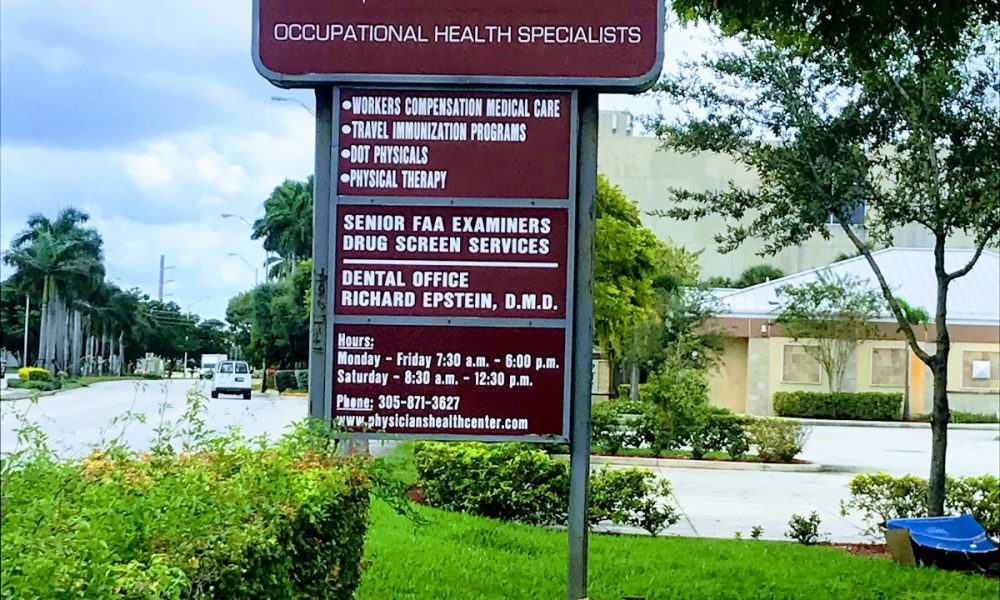 OCCUPATIONAL HEALTH SPECIALISTS
•WORKERS COMPENSATION MEDICAL CARE
•TRAVEL IMMUNIZATION PROGRAMS
•DOT PHYSICALS
•PHYSICAL THERAPY
SENIOR FAA EXAMINERS
DRUG SCREEN SERVICES
DENTAL OFFICE
RICHARD EPSTEIN, D.M.D.
Hours:
Monday - Friday 7:30 a.m. - 6:00 p.m.
Saturday - 8:30 a.m. - 12:30 p.m.
Phone: 305-871-3627
www.physicianshealthcenter.com